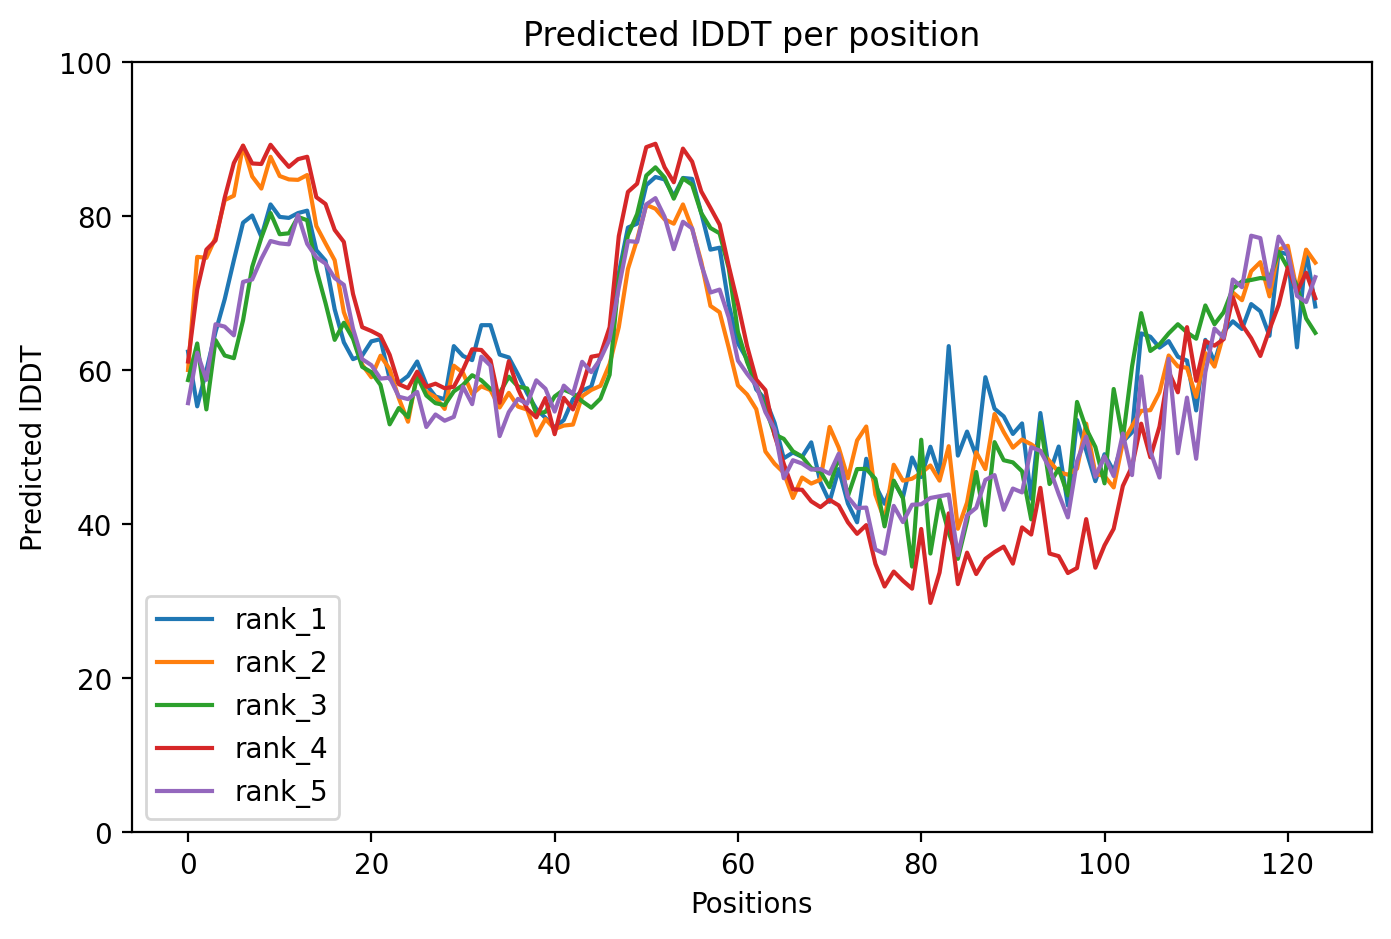 Predicted lDDT per position
Predicted lDDT
100
80
60
40
20
0
rank_1
rank_2
rank_3
rank_4
rank_5
0 20 40 60 80 100 120
Positions